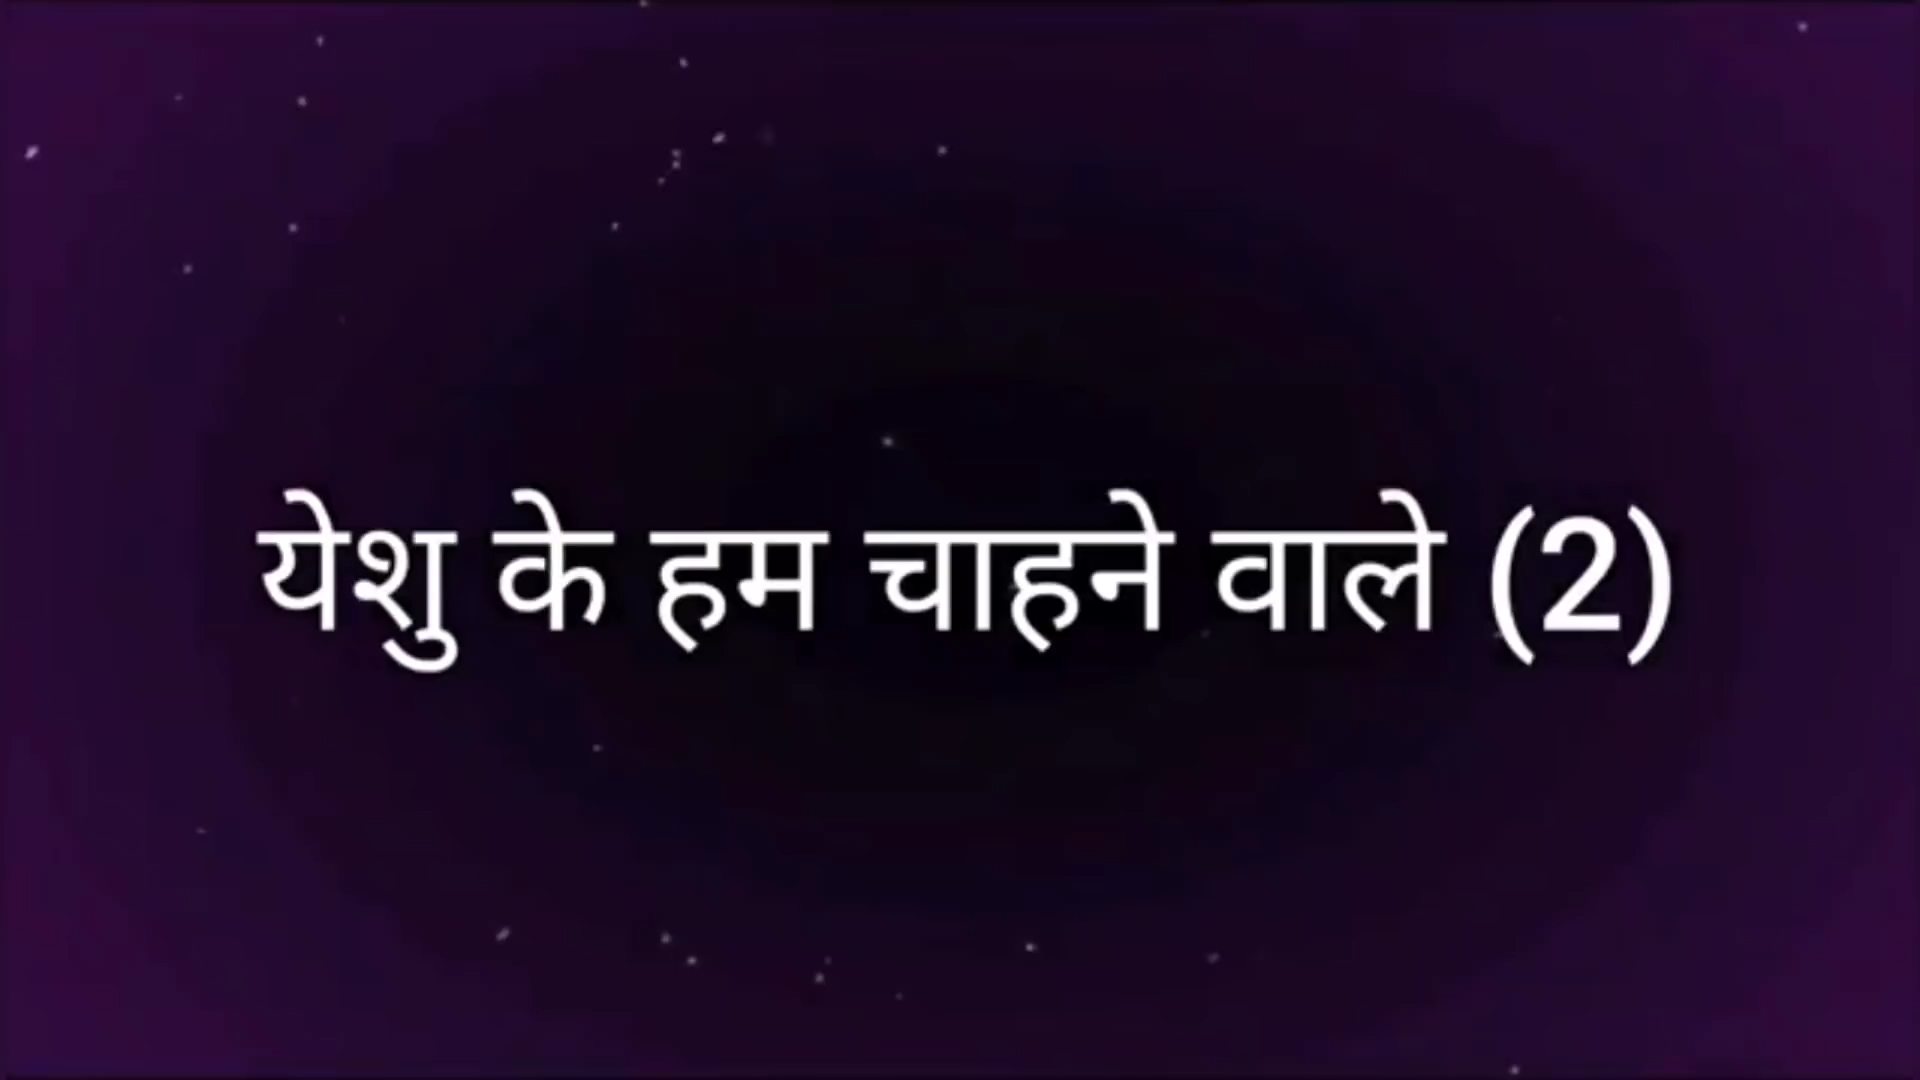 येशु के हम चाहने वाले (2)